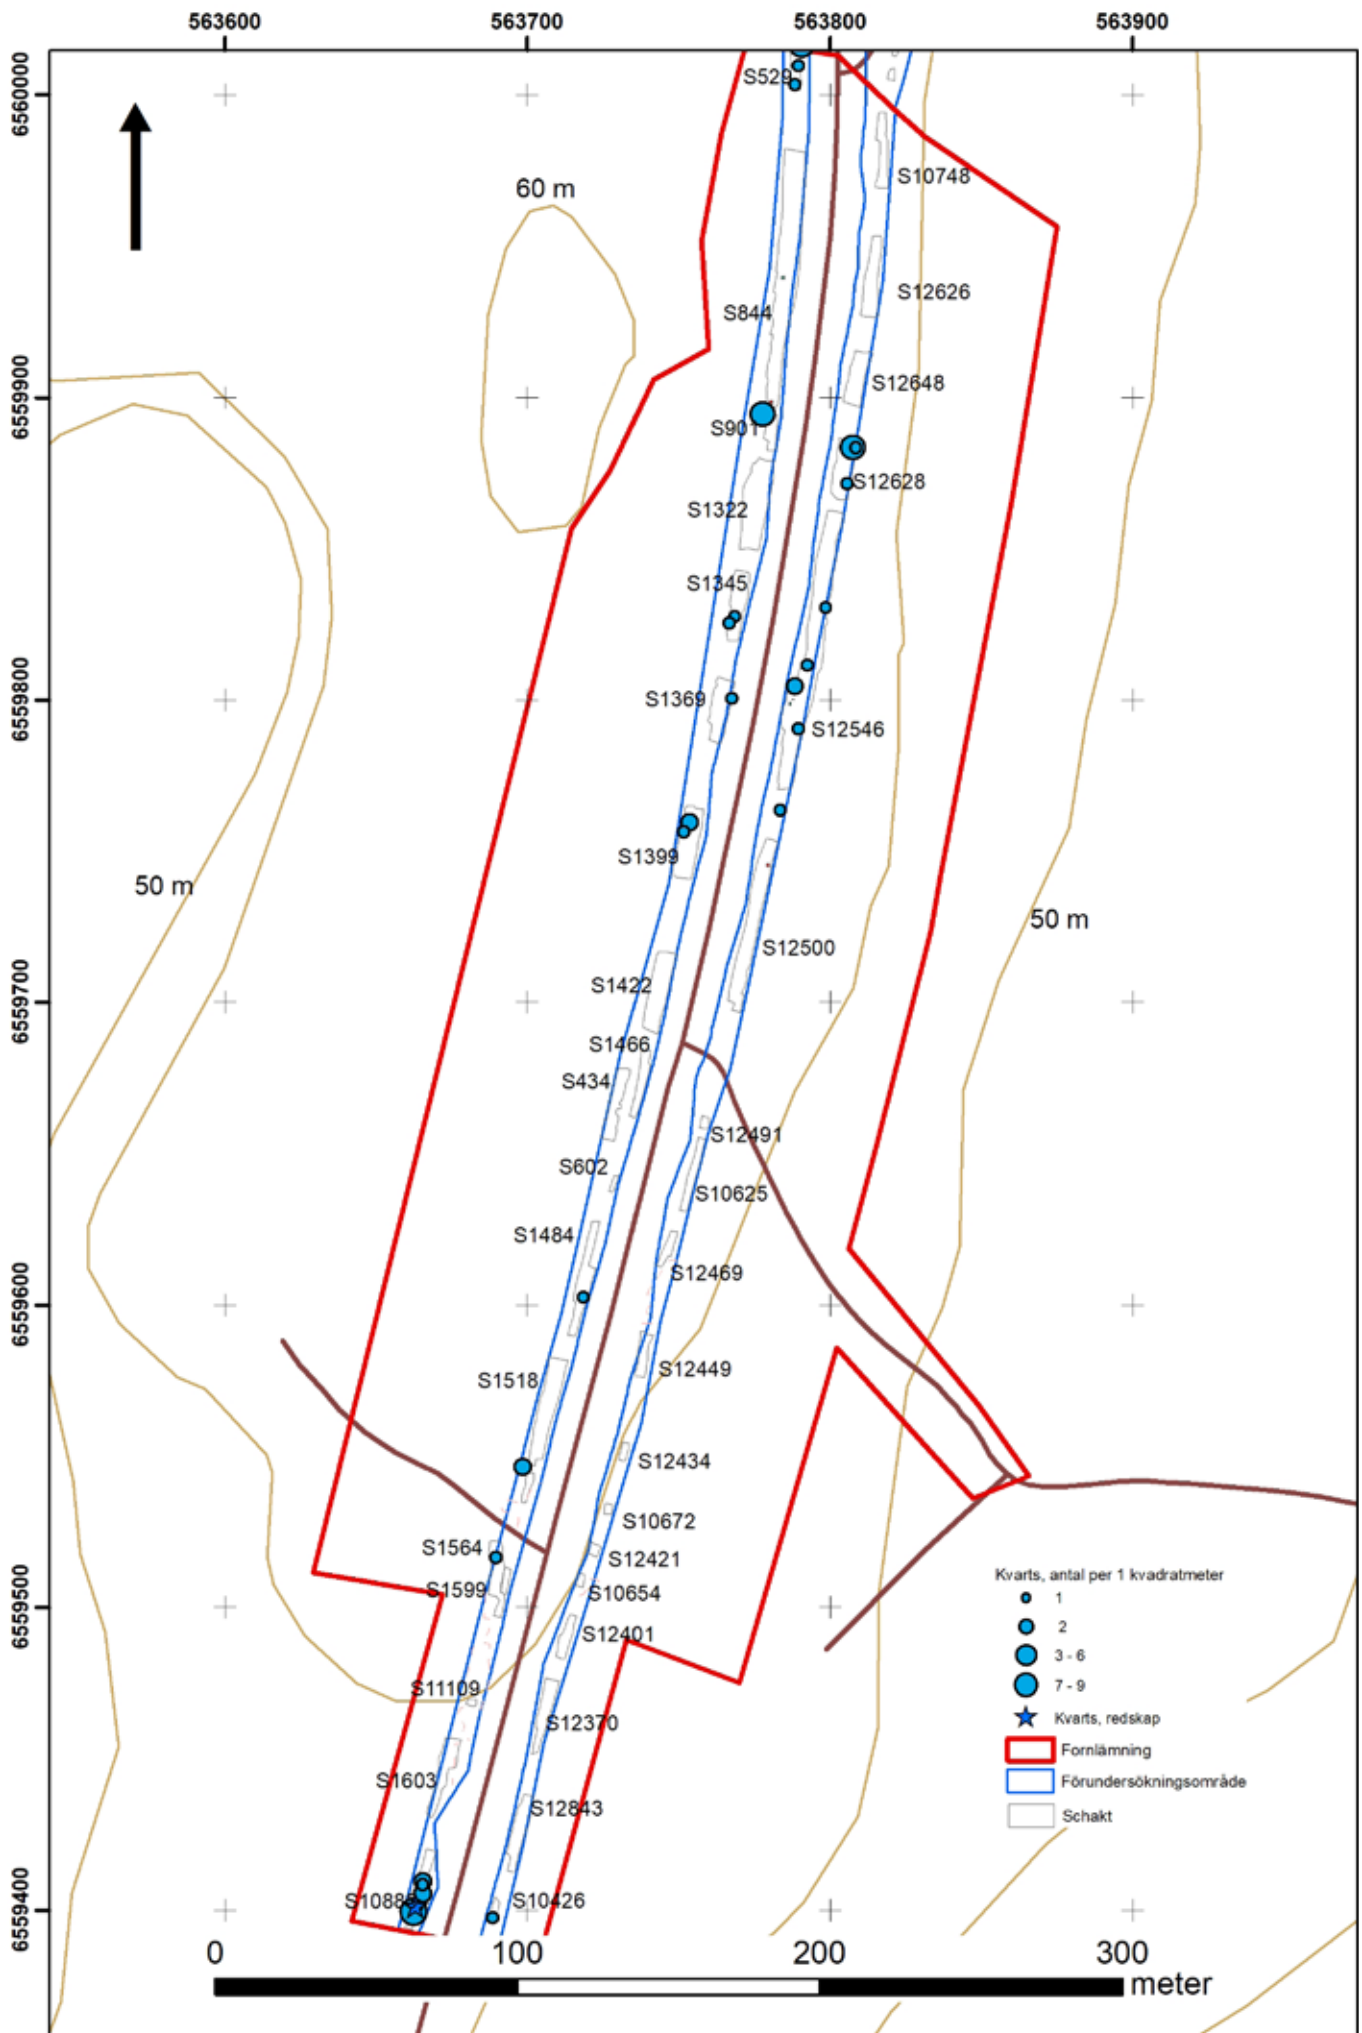 563600 563700 563800 563900
6560000
6559900
6559800
6559700
6559600
6559500
6559400
60 m
50 m
50 m
S529
S10748
S12626
S844
S12648
S901
S12628
S1322
S1345
S1369
S12546
S1399
S12500
S1422
S1466
S434
S12491
S602
S10625
S1484
S12469
S12449
S1518
S12434
S10672
S1564
S12421
S1599
S10654
S12401
S11109
S12370
S1603
S12843
S10426
Kvarts, antal per 1 kvadratmeter
1
2
3 - 6
7 - 9
Kvarts, redskap
Fornlämning
Förundersökningsområde
Schakt
0 100 200 300
meter